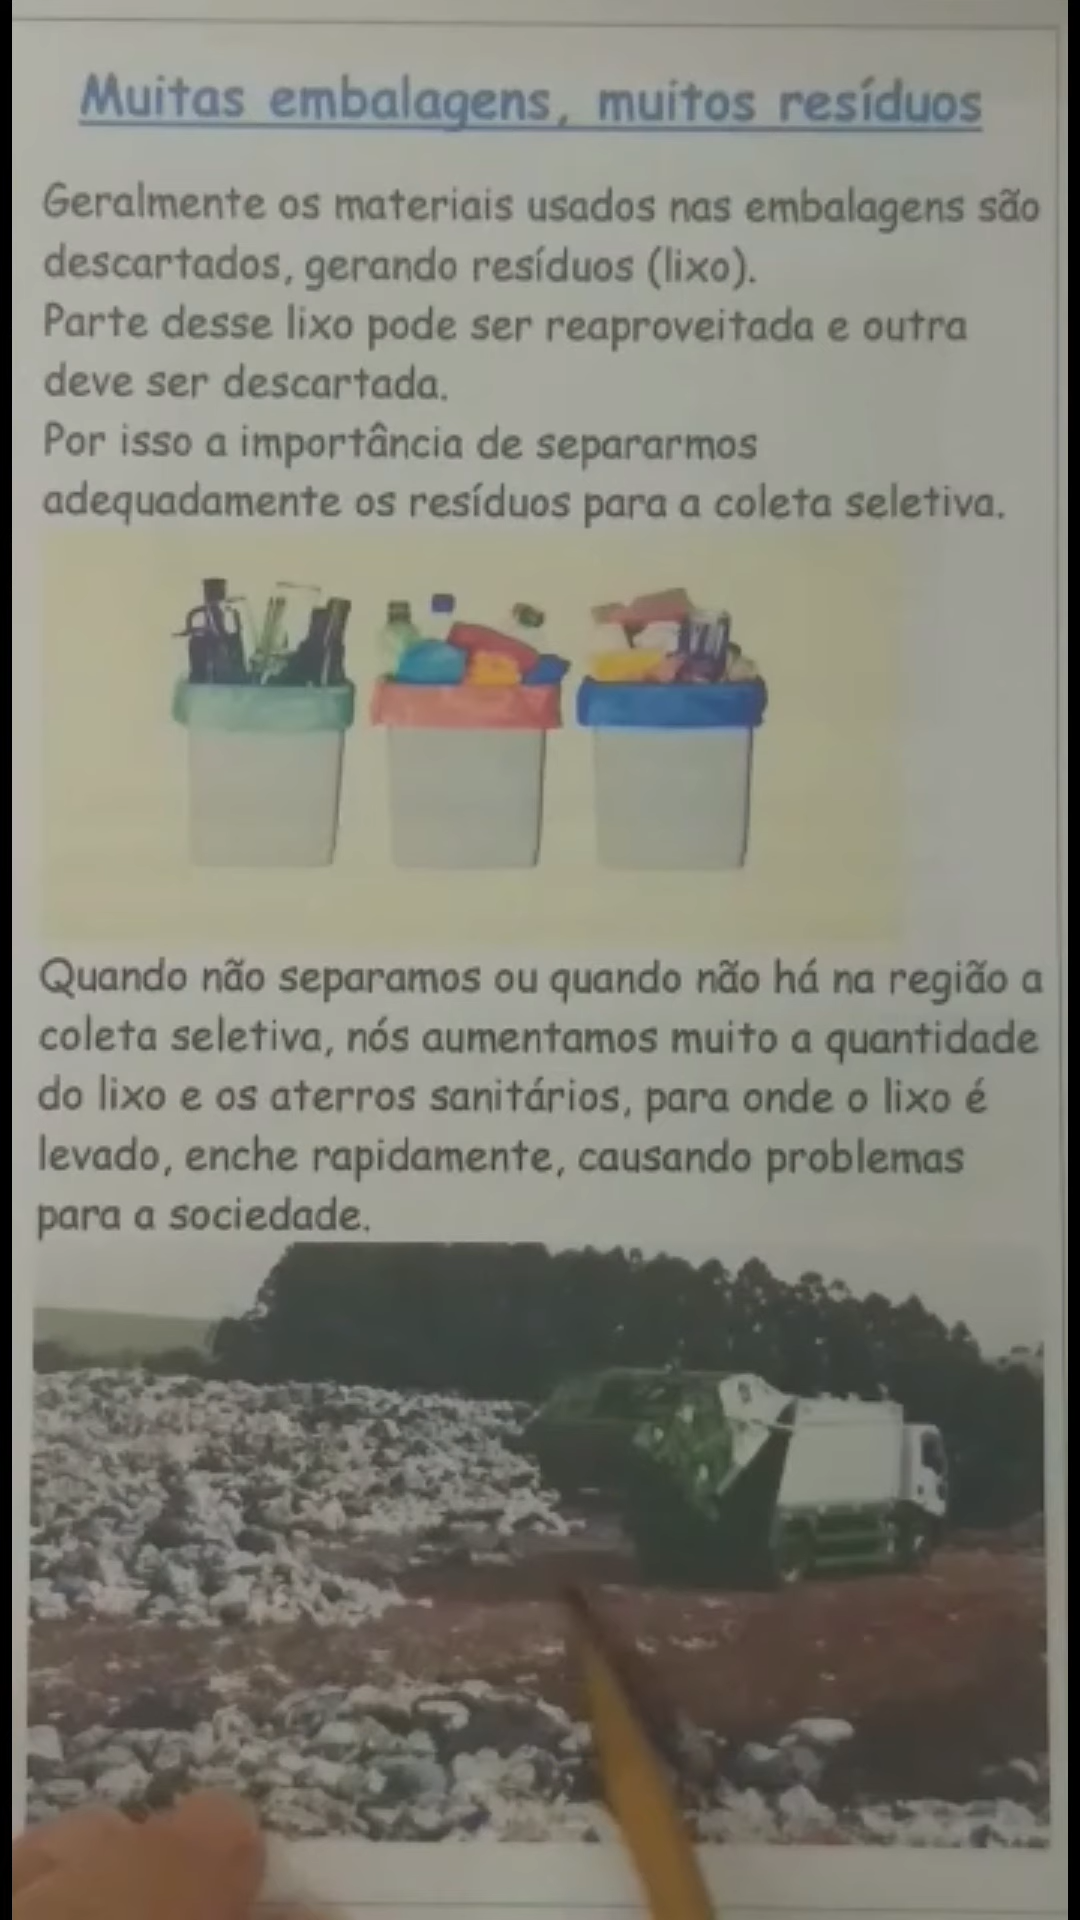 Muitas embalagens, muitos resíduos
Geralmente os materiais usados nas embalagens são
descartados, gerando resíduos (lixo).
Parte desse lixo pode ser reaproveitada e outra
deve ser descartada.
Por isso a importância de separarmos
adequadamente os resíduos para a coleta seletiva.
Quando não separamos ou quando não há na região a
coleta seletiva, nós aumentamos muito a quantidade
do lixo e os aterros sanitários, para onde o lixo é
levado, enche rapidamente, causando problemas
para a sociedade.